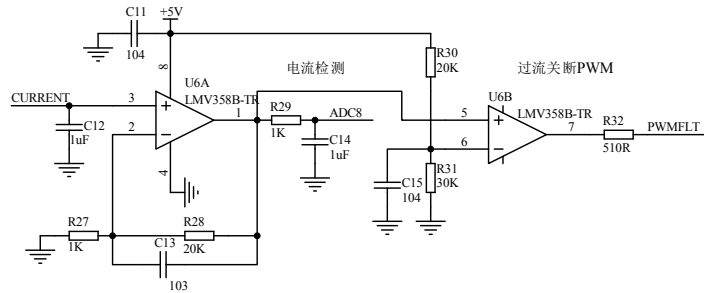 C11
+5V
104
R30
20K
电流检测
过流关断PWM
8
U6A
LMV358B-TR
U6B
LMV358B-TR
CURRENT
3
1
R29
1K
ADC8
5
7
R32
510R
PWMFLT
C12
1uF
2
C14
1uF
6
4
C15
104
R31
30K
R27
1K
R28
20K
C13
103